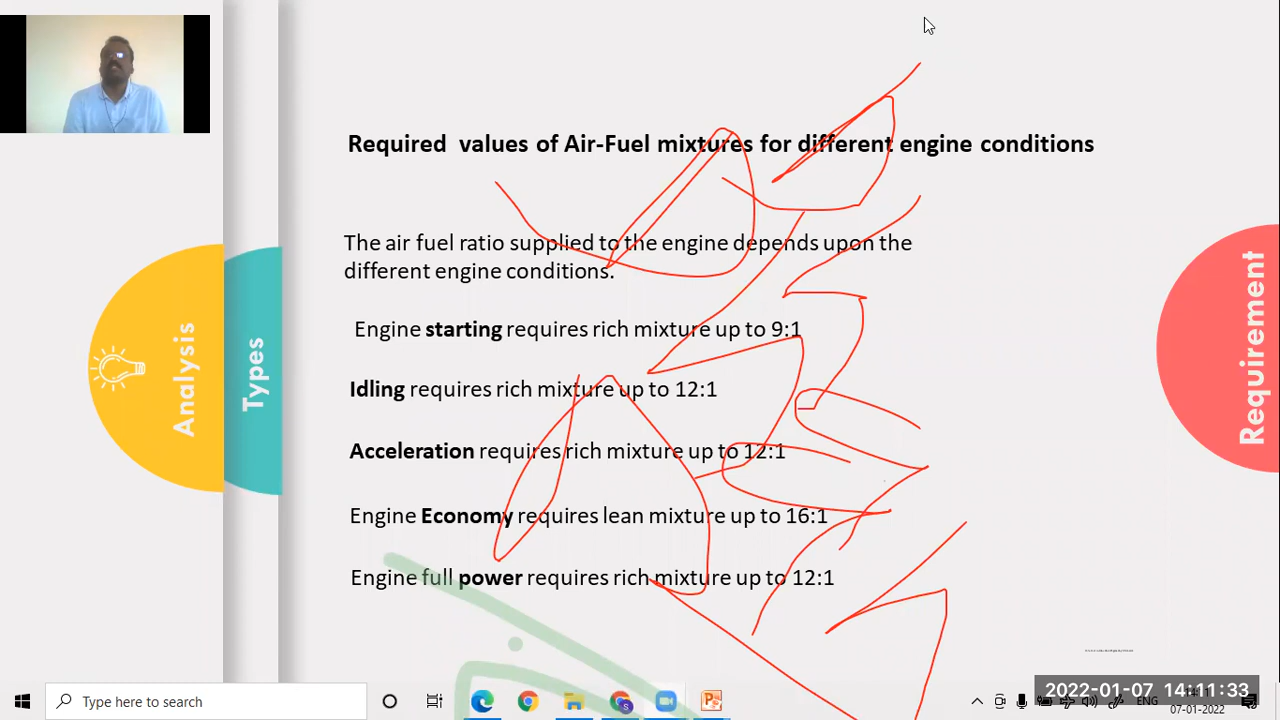 Required values of Air-Fuel mixtures for different engine conditions
The air fuel ratio supplied to the engine depends upon the
different engine conditions.
Engine starting requires rich mixture up to 9:1
Idling requires rich mixture up to 12:1
Acceleration requires rich mixture up to 12:1
Engine Economy requires lean mixture up to 16:1
Engine full power requires rich mixture up to 12:1
Analysis
Types
Requirement
Type here to search
ENG
2022-01-07 14:11:33
07-01-2022